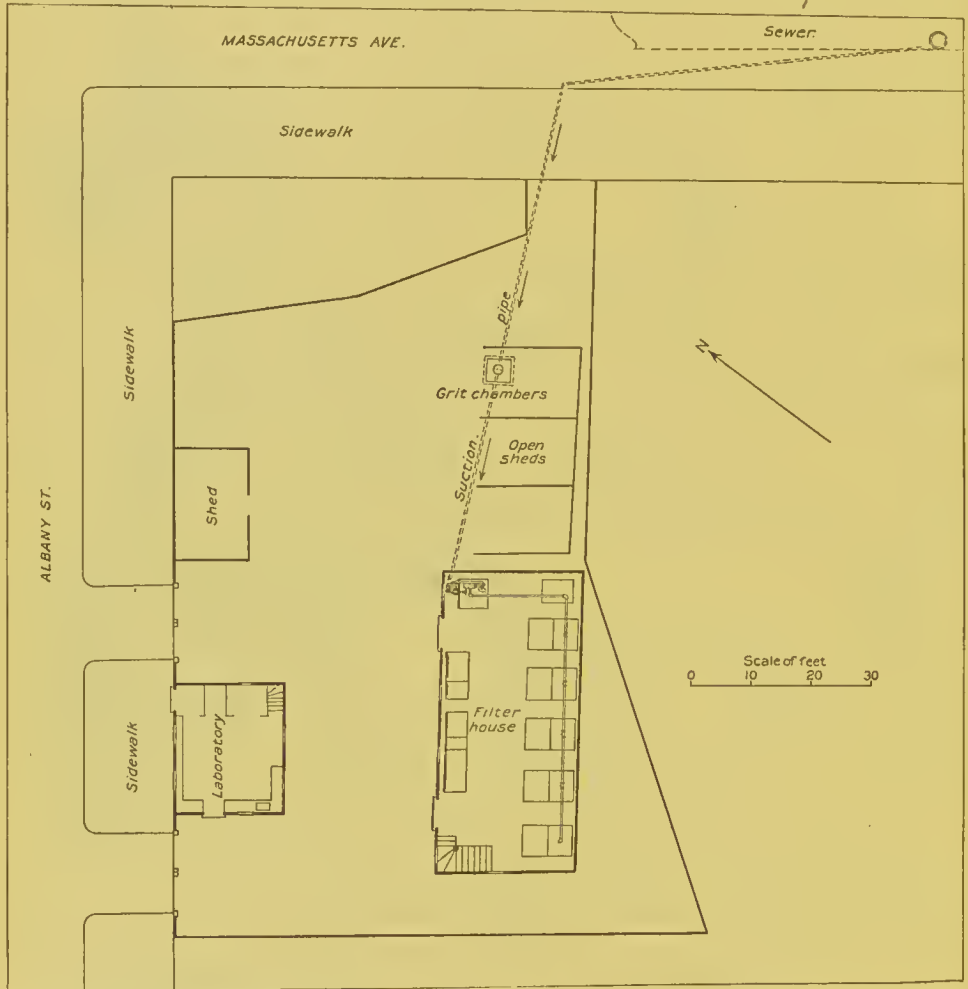 MASSACHUSETTS AVE.
Sewer.
Sidewalk
Sidewalk
pipe
N
Grit chambers
Suction
Open
sheds
Shed
ALBANY ST.
Scale of feet
0 10 20 30
Filter
house
Laboratory
Sidewalk